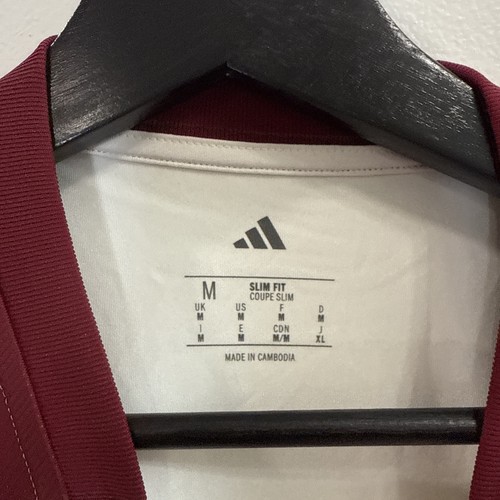 M SLIM FIT
COUPE SLIM
UK US F D
M M M M
I E CDN J
M M M/M XL
MADE IN CAMBODIA